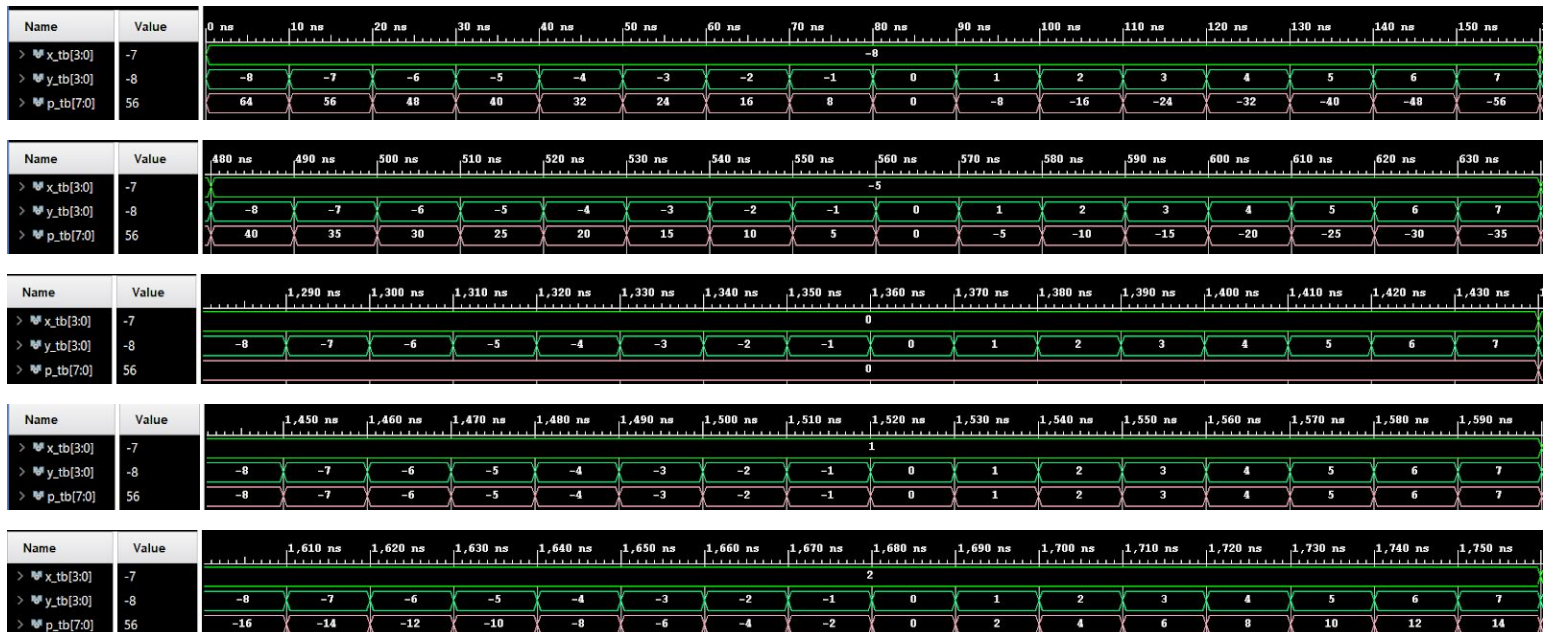 Name Value 0 ns 10 ns 20 ns 30 ns 40 ns 50 ns 60 ns 70 ns 80 ns 90 ns 100 ns 110 ns 120 ns 130 ns 140 ns 150 ns
> x_tb[3:0] -7 -8
> y_tb[3:0] -8 -8 -7 -6 -5 -4 -3 -2 -1 0 1 2 3 4 5 6 7
> p_tb[7:0] 56 64 56 48 40 32 24 16 8 0 -8 -16 -24 -32 -40 -48 -56
Name Value 480 ns 490 ns 500 ns 510 ns 520 ns 530 ns 540 ns 550 ns 560 ns 570 ns 580 ns 590 ns 600 ns 610 ns 620 ns 630 ns
> x_tb[3:0] -7 -5
> y_tb[3:0] -8 -8 -7 -6 -5 -4 -3 -2 -1 0 1 2 3 4 5 6 7
> p_tb[7:0] 56 40 35 30 25 20 15 10 5 0 -5 -10 -15 -20 -25 -30 -35
Name Value 1,290 ns 1,300 ns 1,310 ns 1,320 ns 1,330 ns 1,340 ns 1,350 ns 1,360 ns 1,370 ns 1,380 ns 1,390 ns 1,400 ns 1,410 ns 1,420 ns 1,430 ns
> x_tb[3:0] -7 0
> y_tb[3:0] -8 -8 -7 -6 -5 -4 -3 -2 -1 0 1 2 3 4 5 6 7
> p_tb[7:0] 56 0
Name Value 1,450 ns 1,460 ns 1,470 ns 1,480 ns 1,490 ns 1,500 ns 1,510 ns 1,520 ns 1,530 ns 1,540 ns 1,550 ns 1,560 ns 1,570 ns 1,580 ns 1,590 ns
> x_tb[3:0] -7 1
> y_tb[3:0] -8 -8 -7 -6 -5 -4 -3 -2 -1 0 1 2 3 4 5 6 7
> p_tb[7:0] 56 -8 -7 -6 -5 -4 -3 -2 -1 0 1 2 3 4 5 6 7
Name Value 1,610 ns 1,620 ns 1,630 ns 1,640 ns 1,650 ns 1,660 ns 1,670 ns 1,680 ns 1,690 ns 1,700 ns 1,710 ns 1,720 ns 1,730 ns 1,740 ns 1,750 ns
> x_tb[3:0] -7 2
> y_tb[3:0] -8 -8 -7 -6 -5 -4 -3 -2 -1 0 1 2 3 4 5 6 7
> p_tb[7:0] 56 -16 -14 -12 -10 -8 -6 -4 -2 0 2 4 6 8 10 12 14